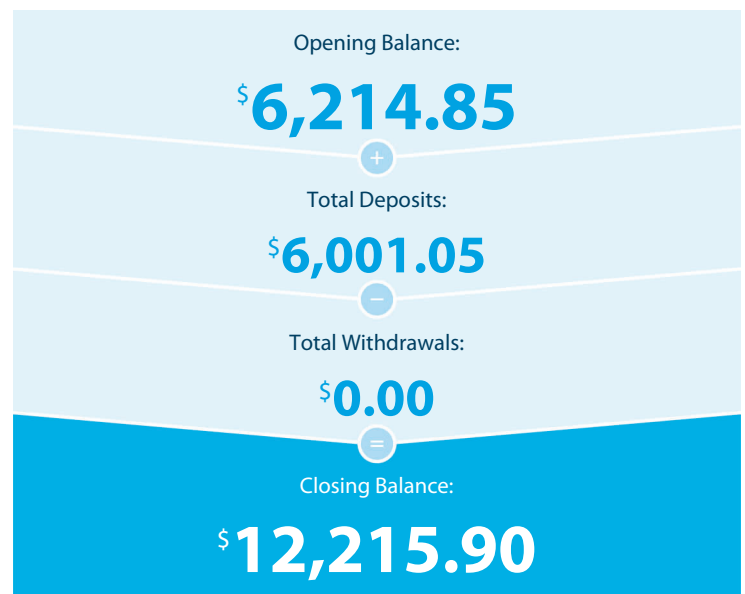 Opening Balance:
$6,214.85
+
Total Deposits:
$6,001.05
−
Total Withdrawals:
$0.00
=
Closing Balance:
$12,215.90